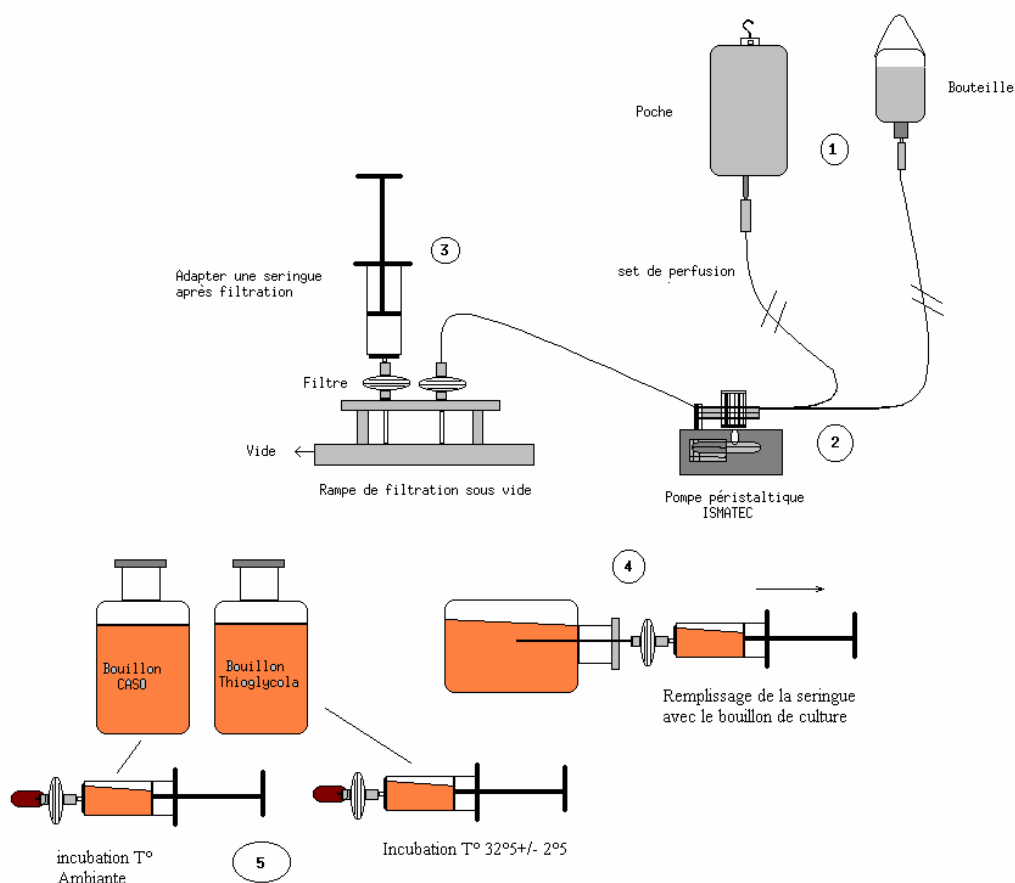 Poche
1
Bouteille
3
Adapter une seringue
après filtration
set de perfusion
Filtre
2
Vide
Rampe de filtration sous vide
Pompe péristaltique
ISMATEC
4
Bouillon
CASO
Bouillon
Thioglycola
Remplissage de la seringue
avec le bouillon de culture
incubation T°
Ambiante
5
Incubation T° 32°5+/- 2°5